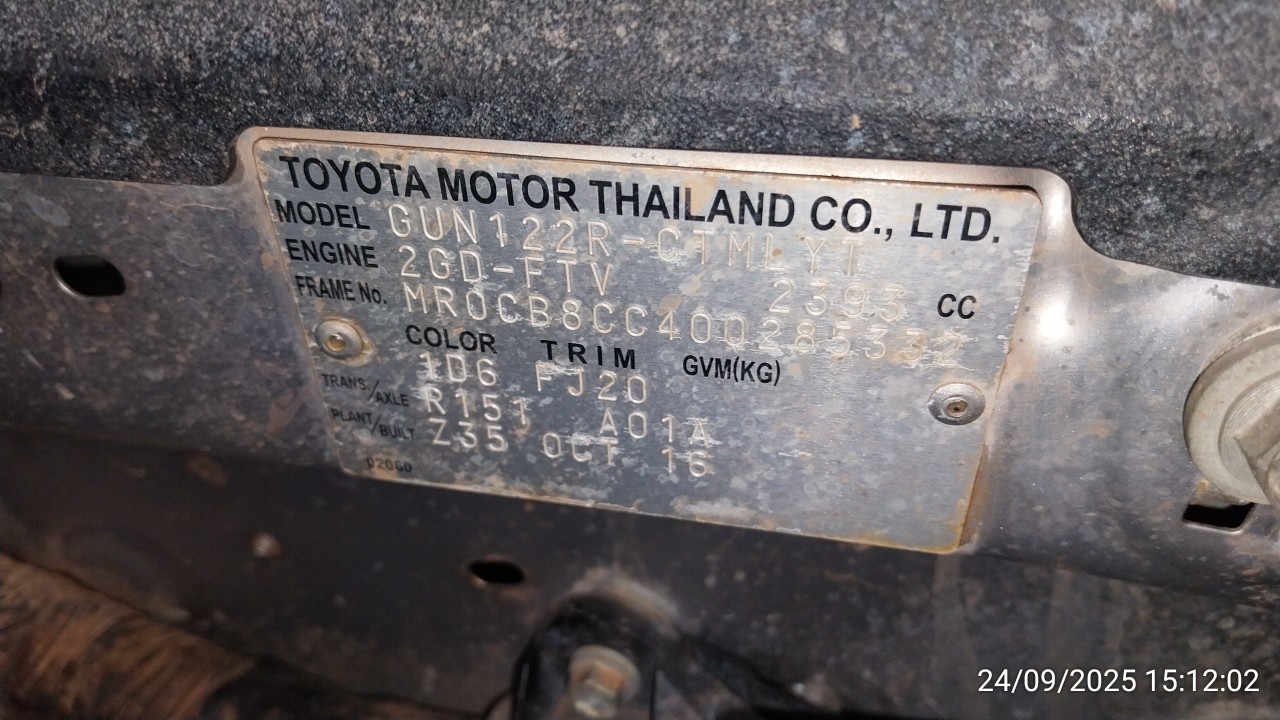 TOYOTA MOTOR THAILAND CO., LTD.
MODEL GUN122R-CTMLYT
ENGINE 2GD-FTV 2393 CC
FRAME No. MR0CB8CC400285332
COLOR TRIM GVM(KG)
1D6 FJ20
TRANS./AXLE R151 A01A
PLANT/BUILT Z35 OCT 16
02060
24/09/2025 15:12:02